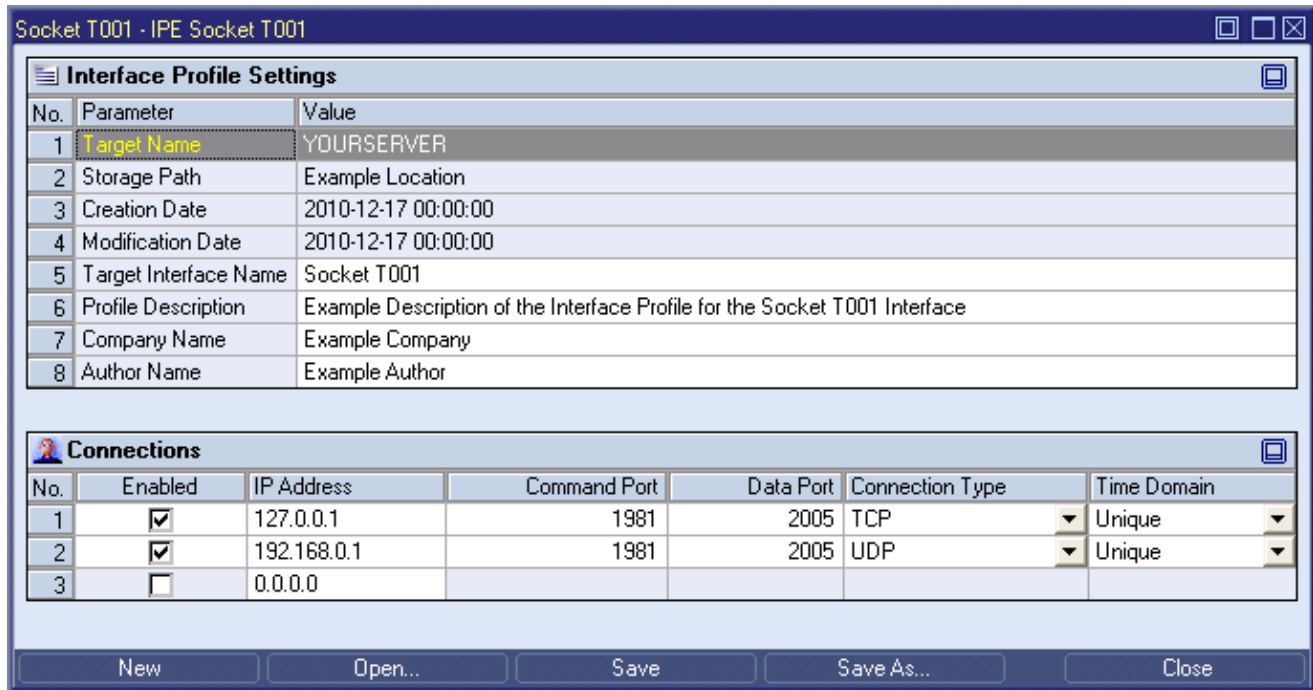 Socket T001 - IPE Socket T001
Interface Profile Settings
No. Parameter Value
1 Target Name YOURSERVER
2 Storage Path Example Location
3 Creation Date 2010-12-17 00:00:00
4 Modification Date 2010-12-17 00:00:00
5 Target Interface Name Socket T001
6 Profile Description Example Description of the Interface Profile for the Socket T001 Interface
7 Company Name Example Company
8 Author Name Example Author
Connections
No. Enabled IP Address Command Port Data Port Connection Type Time Domain
1 127.0.0.1 1981 2005 TCP Unique
2 192.168.0.1 1981 2005 UDP Unique
3 0.0.0.0
New Open... Save Save As... Close